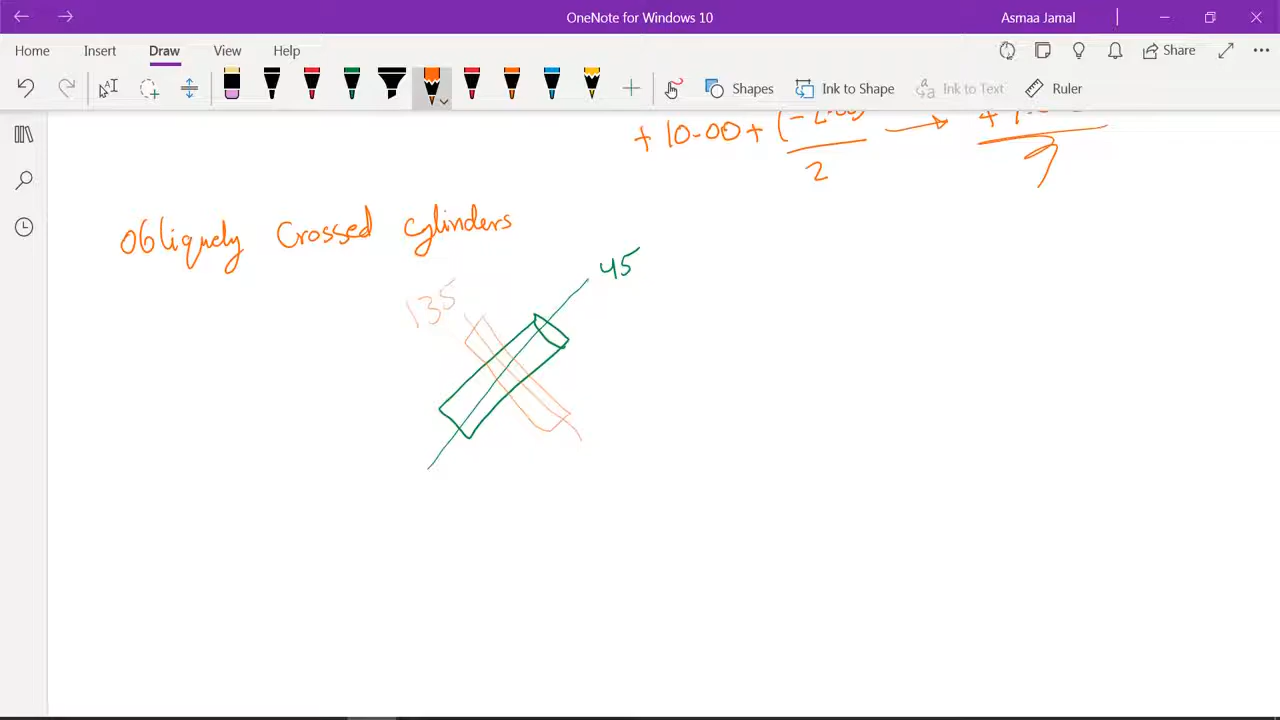 OneNote for Windows 10
Asmaa Jamal
Home Insert Draw View Help
Share
Shapes Ink to Shape Ink to Text Ruler
+10.00+
2
Obliquely Crossed cylinders
45
135